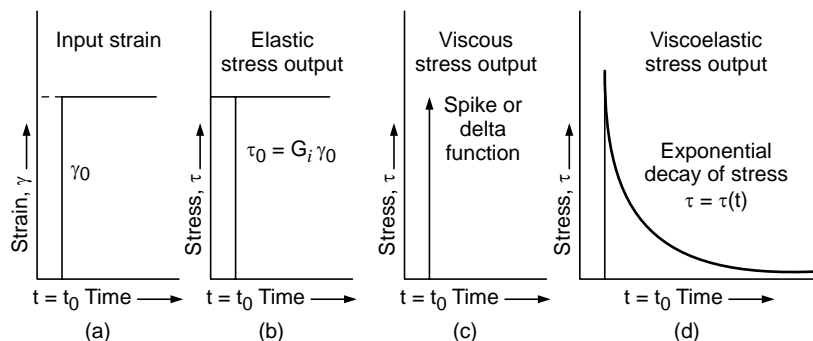 Input strain
Strain, γ
γ0
t = t0 Time
(a)
Elastic
stress output
Stress, τ
τ0 = Gi γ0
t = t0 Time
(b)
Viscous
stress output
Stress, τ
Spike or
delta
function
t = t0 Time
(c)
Viscoelastic
stress output
Stress, τ
Exponential
decay of stress
τ = τ(t)
t = t0 Time
(d)